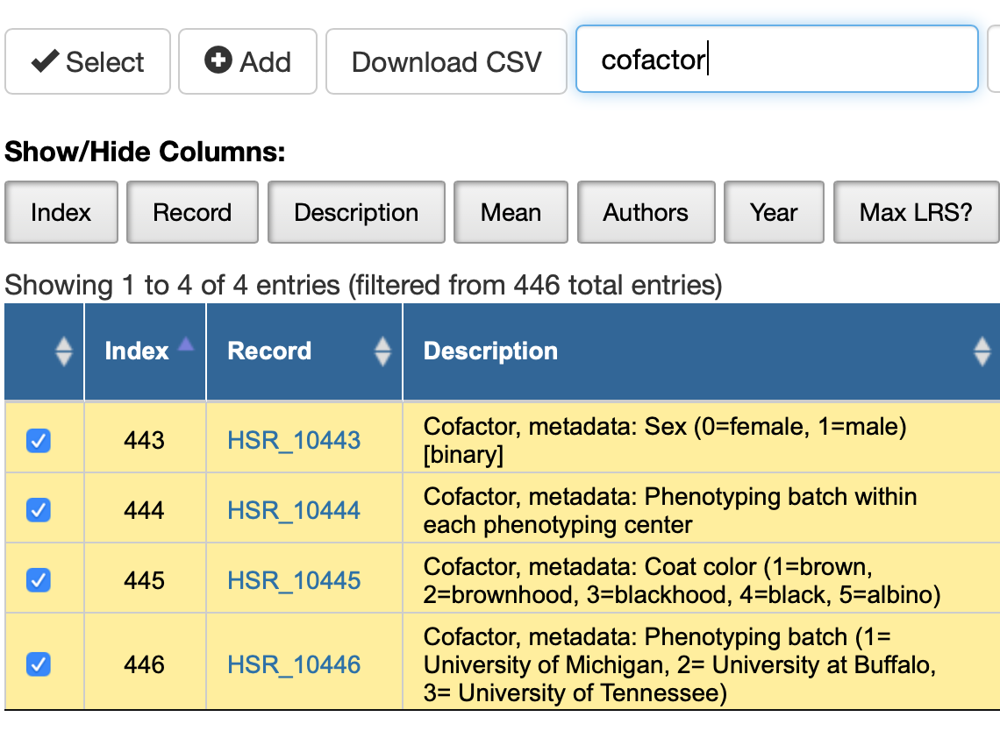 Select Add Download CSV cofactor
Show/Hide Columns:
Index Record Description Mean Authors Year Max LRS?
Showing 1 to 4 of 4 entries (filtered from 446 total entries)
Index Record Description
443 HSR_10443 Cofactor, metadata: Sex (0=female, 1=male)
[binary]
444 HSR_10444 Cofactor, metadata: Phenotyping batch within
each phenotyping center
445 HSR_10445 Cofactor, metadata: Coat color (1=brown,
2=brownhood, 3=blackhood, 4=black, 5=albino)
446 HSR_10446 Cofactor, metadata: Phenotyping batch (1=
University of Michigan, 2= University at Buffalo,
3= University of Tennessee)